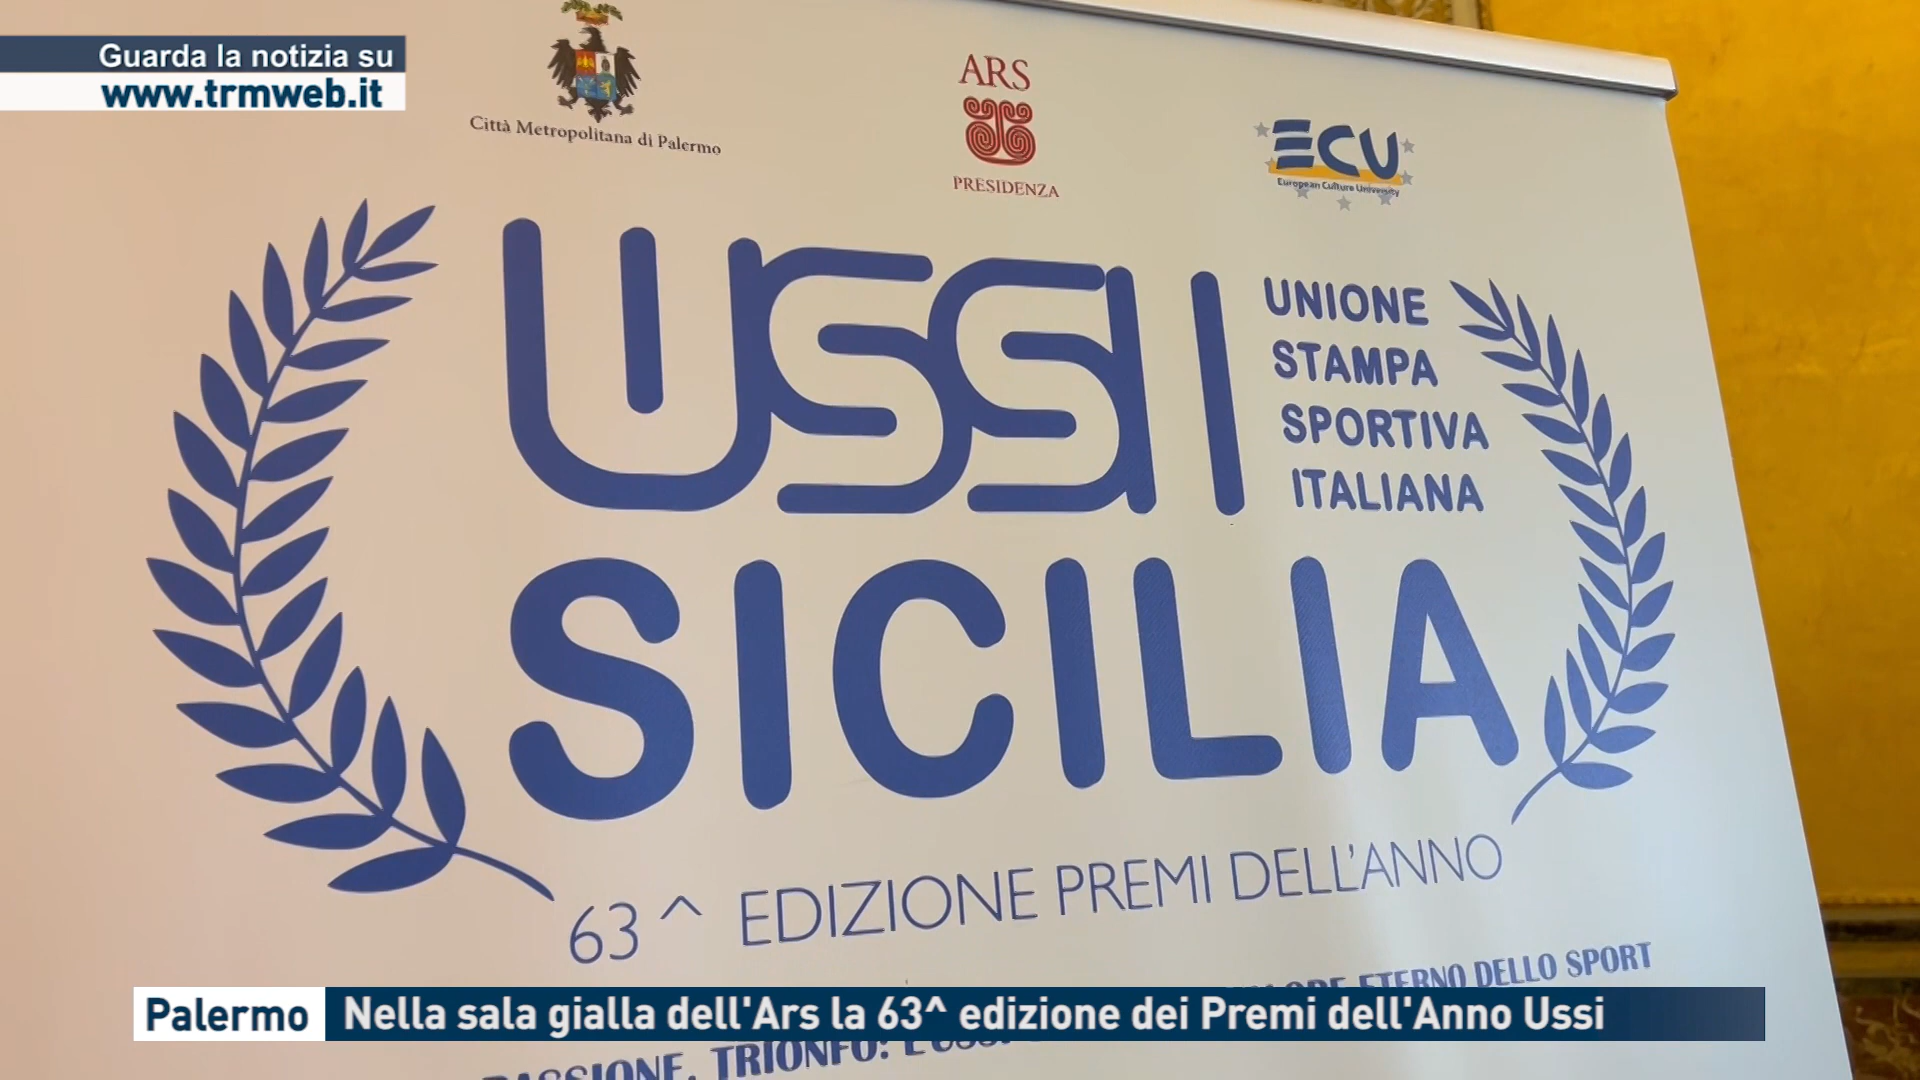 Guarda la notizia su
www.trmweb.it
Città Metropolitana di Palermo
ARS
PRESIDENZA
ECU
European Culture University
USSI
UNIONE
STAMPA
SPORTIVA
ITALIANA
SICILIA
63^ EDIZIONE PREMI DELL'ANNO
ETERNO DELLO SPORT
Palermo
Nella sala gialla dell'Ars la 63^ edizione dei Premi dell'Anno Ussi
PASSIONE, TRIONFO: